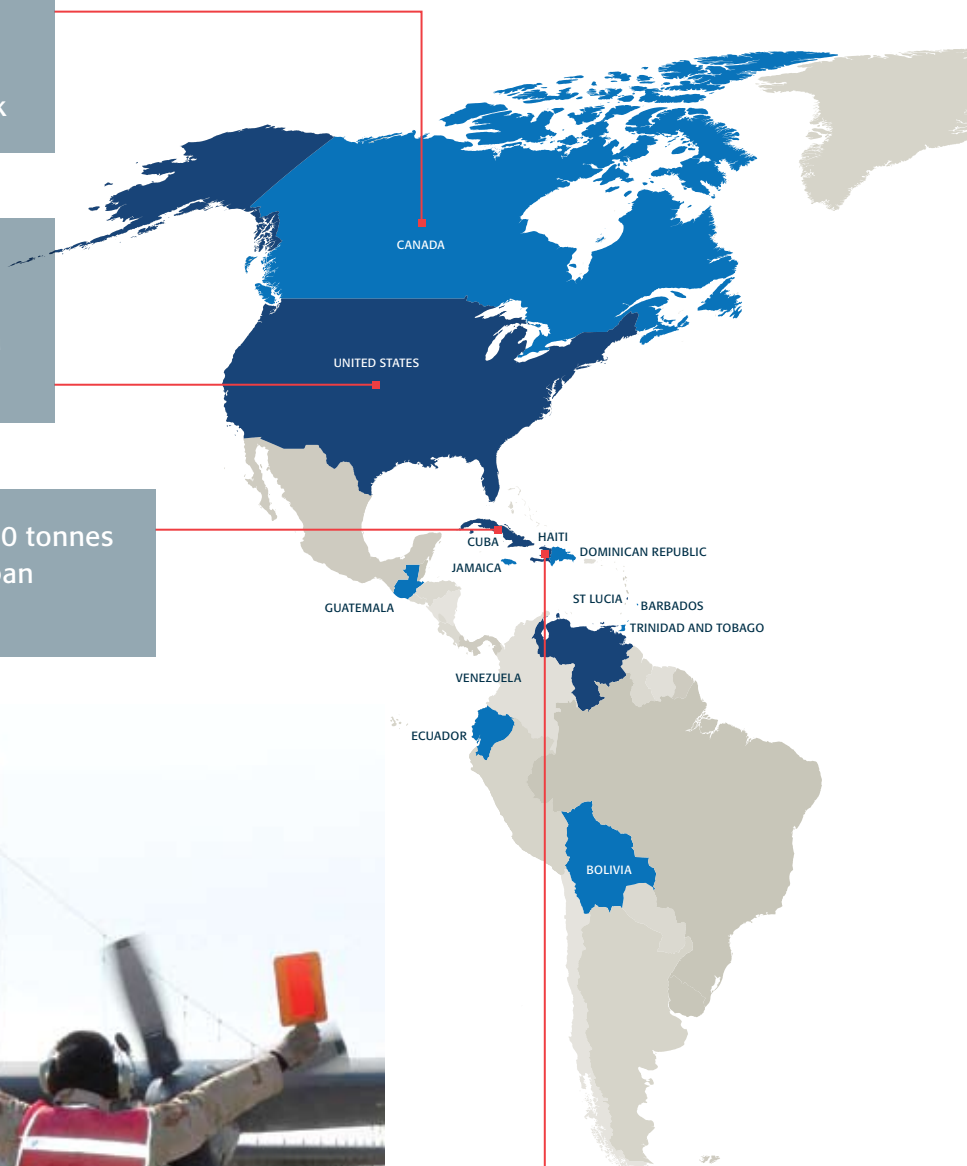 CANADA
UNITED STATES
0 tonnes
CUBA
HAITI
DOMINICAN REPUBLIC
JAMAICA
ST LUCIA
BARBADOS
GUATEMALA
TRINIDAD AND TOBAGO
VENEZUELA
ECUADOR
BOLIVIA